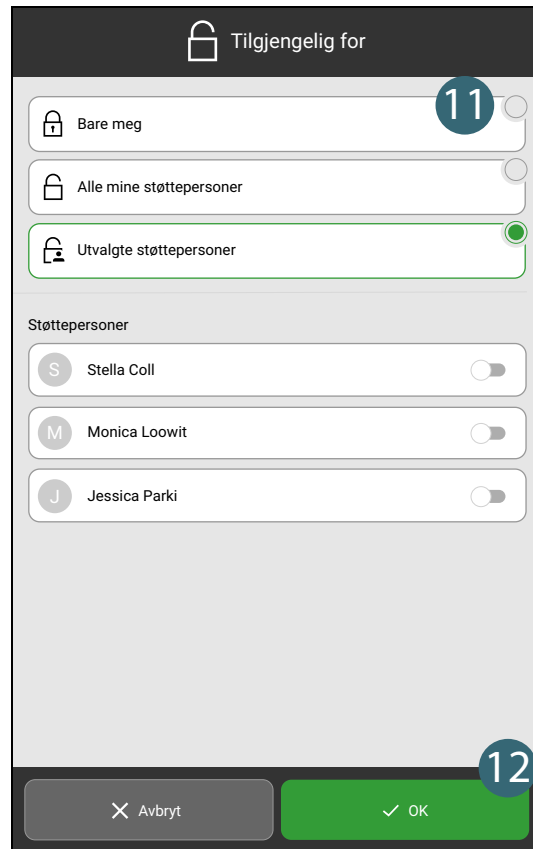 Tilgjengelig for
11
Bare meg
Alle mine støttepersoner
Utvalgte støttepersoner
Støttepersoner
S Stella Coll
M Monica Loowit
J Jessica Parki
12
Avbryt
OK